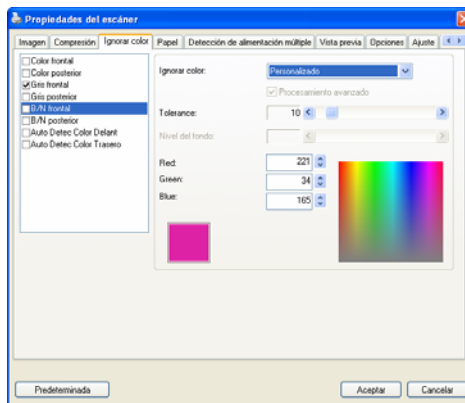 Propiedades del escáner
Imagen Compresión Ignorar color Papel Detección de alimentación múltiple Vista previa Opciones Ajuste
Color frontal
Color posterior
Gris frontal
Gris posterior
B/N frontal
B/N posterior
Auto Detec Color Delant
Auto Detec Color Trasero
Ignorar color: Personalizado
Procesamiento avanzado
Tolerance: 10
Nivel del fondo:
Red: 221
Green: 34
Blue: 165
Predeterminada Aceptar Cancelar